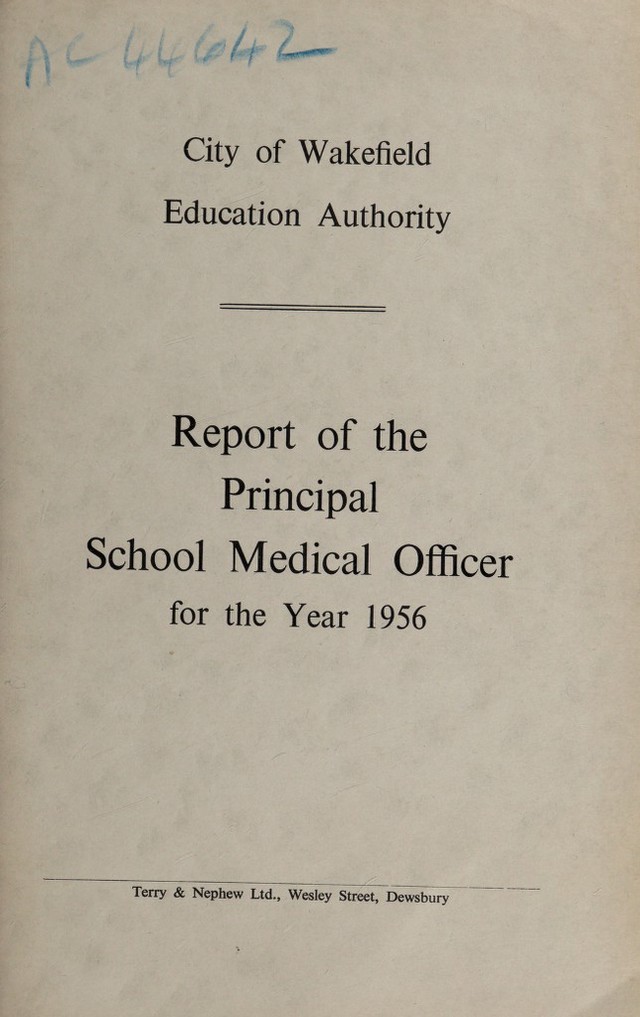 AC 44642
City of Wakefield
Education Authority
Report of the
Principal
School Medical Officer
for the Year 1956
Terry & Nephew Ltd., Wesley Street, Dewsbury